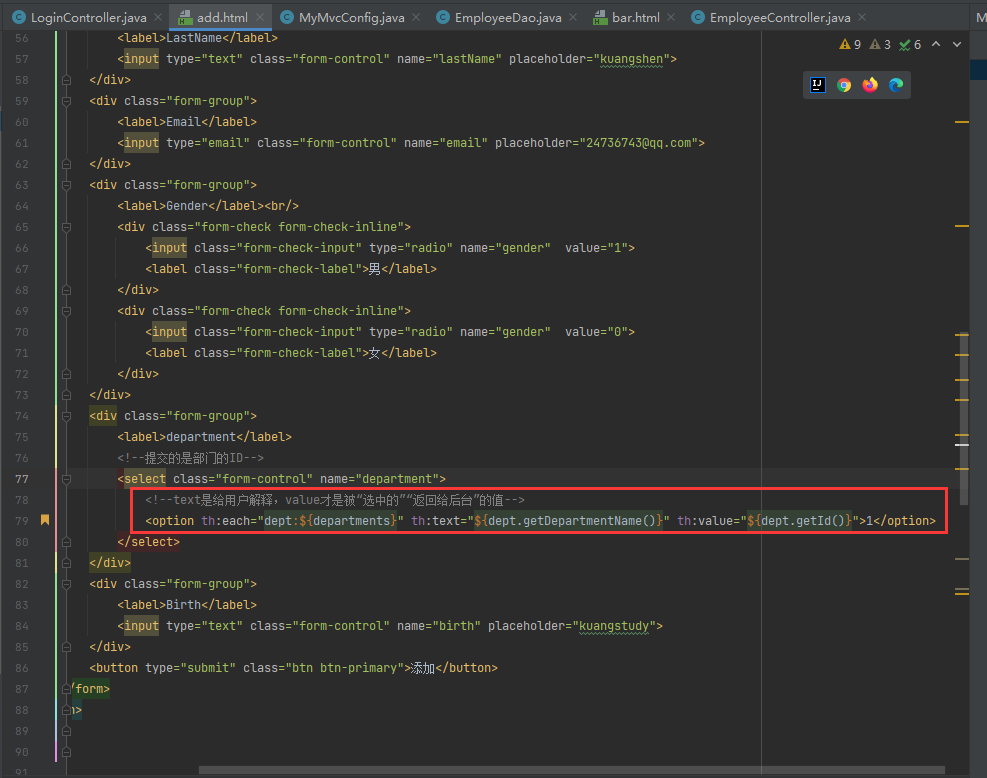 LoginController.java × add.html × MyMvcConfig.java × EmployeeDao.java × bar.html × EmployeeController.java × M
56 <label>LastName</label>
9 3 6
57 <input type="text" class="form-control" name="lastName" placeholder="kuangshen">
58 </div>
59 <div class="form-group">
60 <label>Email</label>
61 <input type="email" class="form-control" name="email" placeholder="24736743@qq.com">
62 </div>
63 <div class="form-group">
64 <label>Gender</label><br/>
65 <div class="form-check form-check-inline">
66 <input class="form-check-input" type="radio" name="gender"  value="1">
67 <label class="form-check-label">男</label>
68 </div>
69 <div class="form-check form-check-inline">
70 <input class="form-check-input" type="radio" name="gender"  value="0">
71 <label class="form-check-label">女</label>
72 </div>
73 </div>
74 <div class="form-group">
75 <label>department</label>
76 <!--提交的是部门的ID-->
77 <select class="form-control" name="department">
78 <!--text是给用户解释，value才是被“选中的”“返回给后台”的值-->
79 <option th:each="dept:${departments}" th:text="${dept.getDepartmentName()}" th:value="${dept.getId()}">1</option>
80 </select>
81 </div>
82 <div class="form-group">
83 <label>Birth</label>
84 <input type="text" class="form-control" name="birth" placeholder="kuangstudy">
85 </div>
86 <button type="submit" class="btn btn-primary">添加</button>
87 /form>
88 >
89
90
91